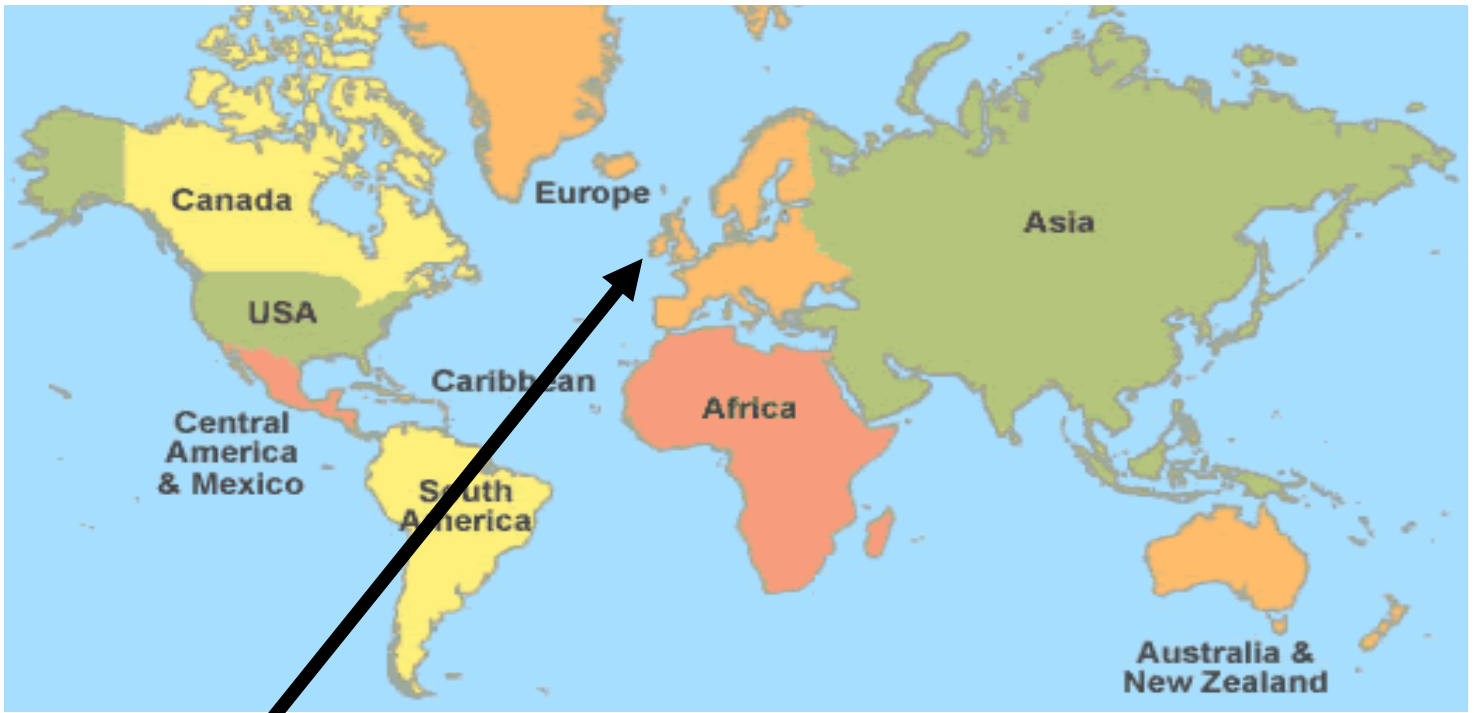 Canada
Europe
Asia
USA
Caribbean
Africa
Central
America
& Mexico
South
America
Australia &
New Zealand